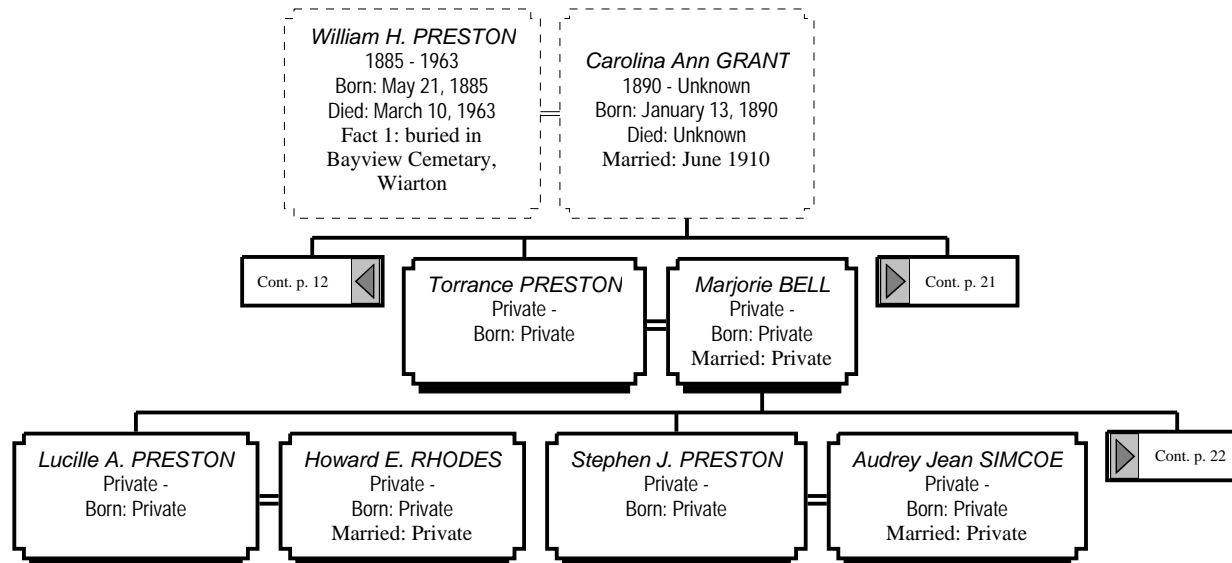 William H. PRESTON
1885 - 1963
Born: May 21, 1885
Died: March 10, 1963
Fact 1: buried in
Bayview Cemetary,
Wiarton
Carolina Ann GRANT
1890 - Unknown
Born: January 13, 1890
Died: Unknown
Married: June 1910
Cont. p. 12
Torrance PRESTON
Private -
Born: Private
Marjorie BELL
Private -
Born: Private
Married: Private
Cont. p. 21
Lucille A. PRESTON
Private -
Born: Private
Howard E. RHODES
Private -
Born: Private
Married: Private
Stephen J. PRESTON
Private -
Born: Private
Audrey Jean SIMCOE
Private -
Born: Private
Married: Private
Cont. p. 22